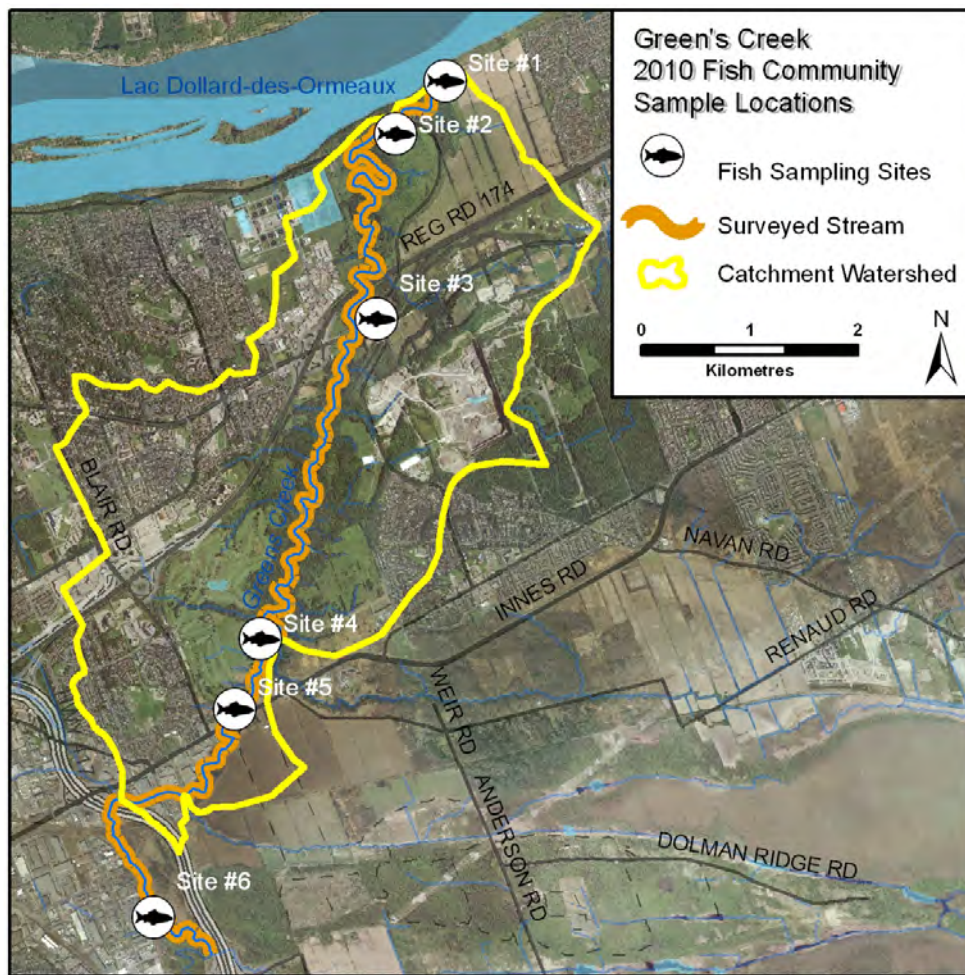 Green's Creek
2010 Fish Community
Sample Locations
Fish Sampling Sites
Surveyed Stream
Catchment Watershed
0 1 2
Kilometres
N
Lac Dollard-des-Ormeaux
Site #1
Site #2
REG RD 174
Site #3
BLAIR RD
Greens Creek
NAVAN RD
INNES RD
RENAUD RD
Site #4
Site #5
WEIR RD
ANDERSON RD
DOLMAN RIDGE RD
Site #6